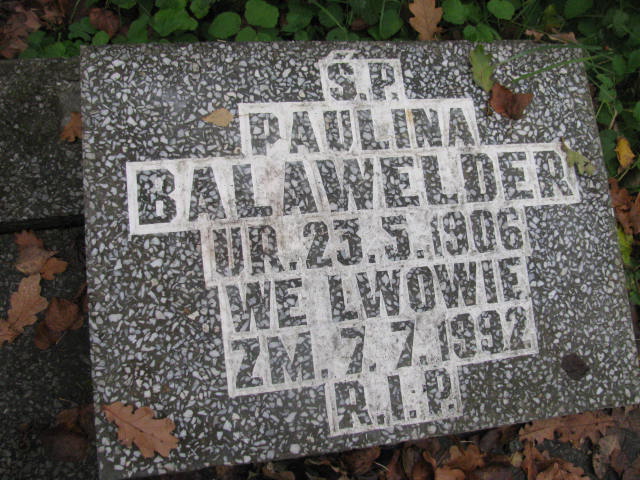 Ś.P.
PAULINA
BALAWELDER
UR. 23.5.1906
WE LWOWIE
ZM. 7.7.1992
R.I.P.